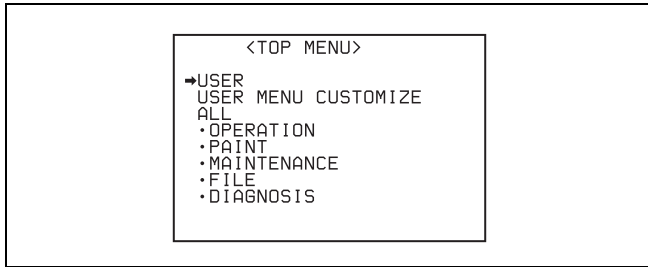 <TOP MENU>
➡USER
USER MENU CUSTOMIZE
ALL
・OPERATION
・PAINT
・MAINTENANCE
・FILE
・DIAGNOSIS